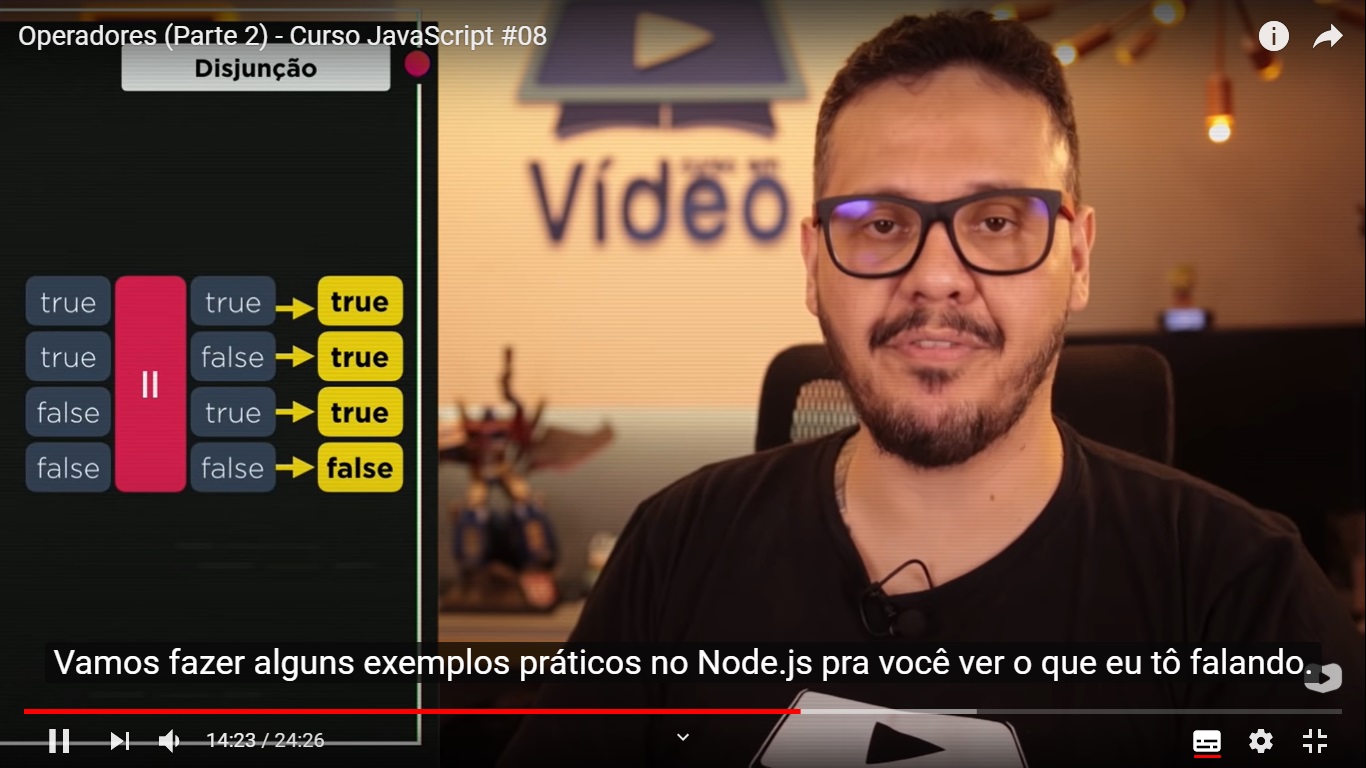 Operadores (Parte 2) - Curso JavaScript #08
Disjunção
true || true true
true false true
false true true
false false false
Vídeo
Vamos fazer alguns exemplos práticos no Node.js pra você ver o que eu tô falando.
14:23 / 24:26